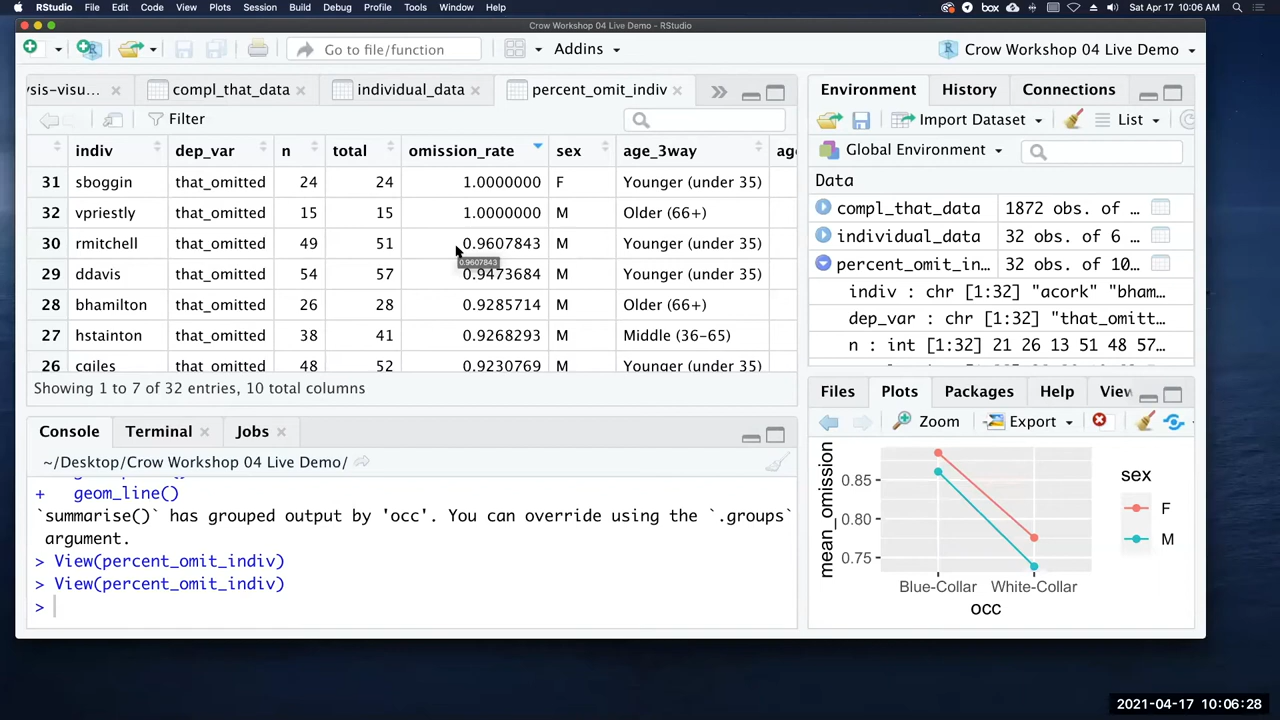 RStudio File Edit Code View Plots Session Build Debug Profile Tools Window Help box Sat Apr 17 10:06 AM
Crow Workshop 04 Live Demo - RStudio
Go to file/function Addins Crow Workshop 04 Live Demo
ysis-visu... compl_that_data individual_data percent_omit_indiv
Filter
indiv dep_var n total omission_rate sex age_3way age
31 sboggin that_omitted 24 24 1.0000000 F Younger (under 35)
32 vpriestly that_omitted 15 15 1.0000000 M Older (66+)
30 rmitchell that_omitted 49 51 0.9607843 M Younger (under 35)
0.9607843
29 ddavis that_omitted 54 57 0.9473684 M Younger (under 35)
28 bhamilton that_omitted 26 28 0.9285714 M Older (66+)
27 hstainton that_omitted 38 41 0.9268293 M Middle (36-65)
26 cgiles that_omitted 48 52 0.9230769 M Younger (under 35)
Showing 1 to 7 of 32 entries, 10 total columns
Console Terminal Jobs
~/Desktop/Crow Workshop 04 Live Demo/
+ geom_line()
`summarise()` has grouped output by 'occ'. You can override using the `.groups`
argument.
> View(percent_omit_indiv)
> View(percent_omit_indiv)
>
Environment History Connections
Import Dataset List
Global Environment
Data
compl_that_data 1872 obs. of …
individual_data 32 obs. of 6 …
percent_omit_in… 32 obs. of 10…
indiv : chr [1:32] "acork" "bham…
dep_var : chr [1:32] "that_omitt…
n : int [1:32] 21 26 13 51 48 57…
Files Plots Packages Help View
Zoom Export
mean_omission
0.85
0.80
0.75
Blue-Collar White-Collar
occ
sex
F
M
2021-04-17 10:06:28